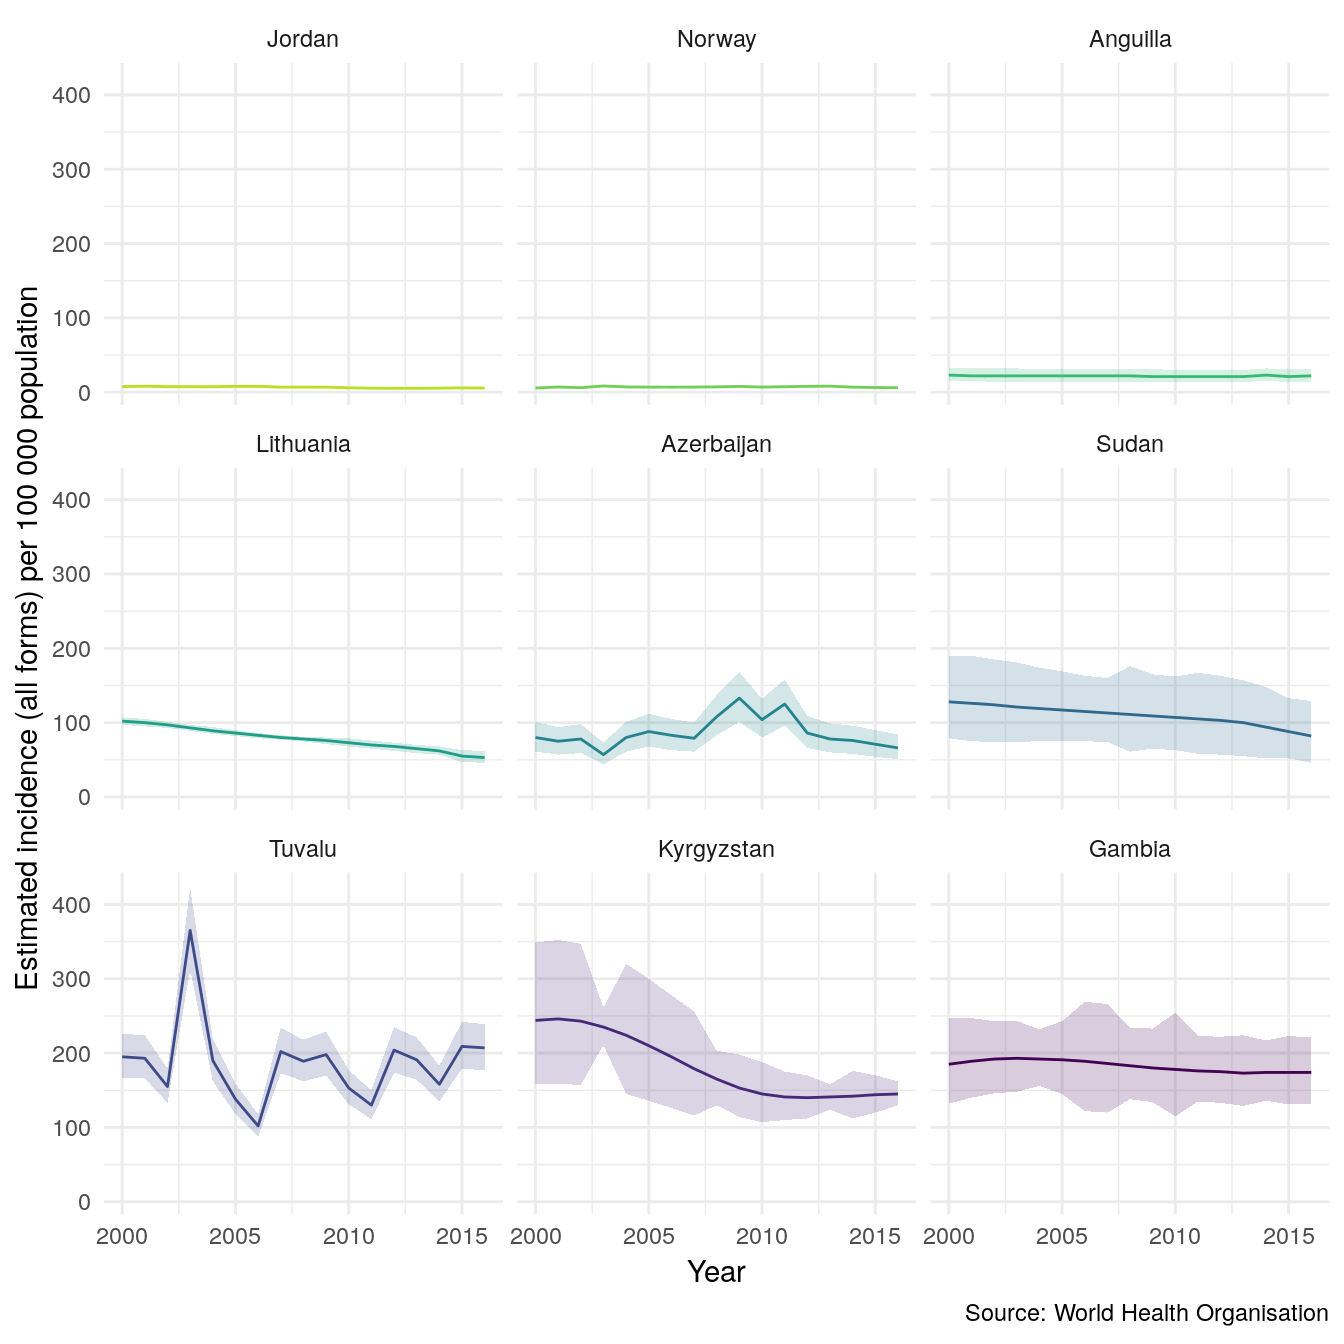 Jordan
Norway
Anguilla
400
300
200
100
0
Lithuania
Azerbaijan
Sudan
400
300
200
100
0
Tuvalu
Kyrgyzstan
Gambia
400
300
200
100
0
2000 2005 2010 2015
2000 2005 2010 2015
2000 2005 2010 2015
Estimated incidence (all forms) per 100 000 population
Year
Source: World Health Organisation